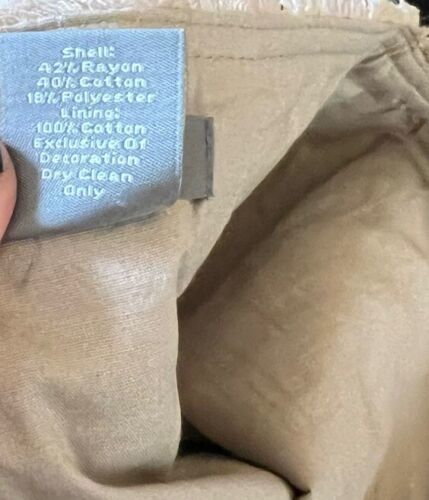 Shell:
42% Rayon
40% Cotton
18% Polyester
Lining:
100% Cotton
Exclusive Of
Decoration
Dry Clean
Only